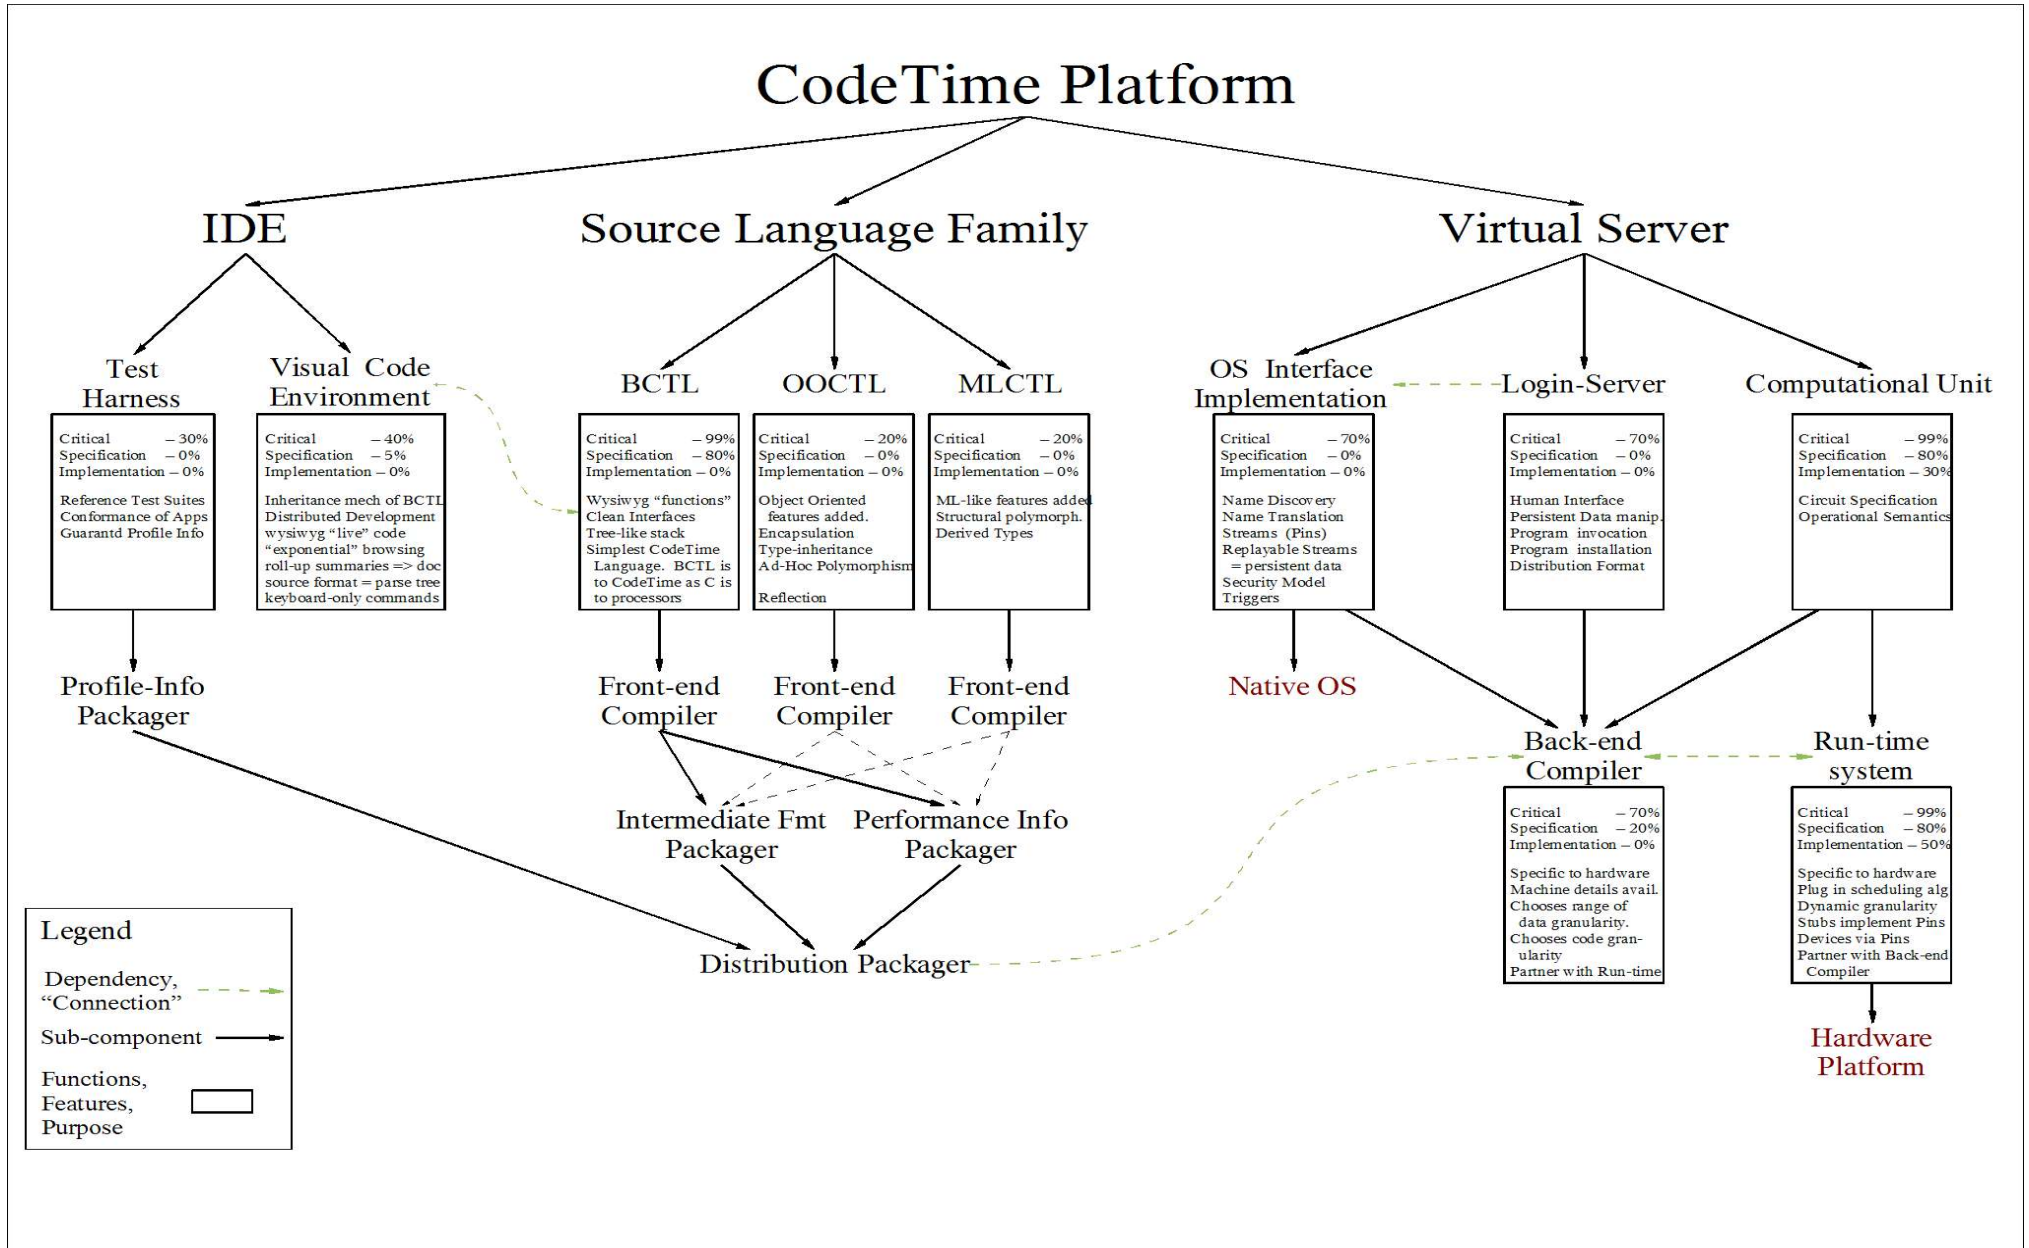 CodeTime Platform
IDE
Source Language Family
Virtual Server
Test
Harness
Critical – 30%
Specification – 0%
Implementation – 0%
Reference Test Suites
Conformance of Apps
Guarantd Profile Info
Visual Code
Environment
Critical – 40%
Specification – 5%
Implementation – 0%
Inheritance mech of BCTL
Distributed Development
wysiwyg “live” code
“exponential” browsing
roll-up summaries => doc
source format = parse tree
keyboard-only commands
BCTL
Critical – 99%
Specification – 80%
Implementation – 0%
Wysiwyg “functions”
Clean Interfaces
Tree-like stack
Simplest CodeTime
Language. BCTL is
to CodeTime as C is
to processors
OOCTL
Critical – 20%
Specification – 0%
Implementation – 0%
Object Oriented
features added.
Encapsulation
Type-inheritance
Ad-Hoc Polymorphism
Reflection
MLCTL
Critical – 20%
Specification – 0%
Implementation – 0%
ML-like features added
Structural polymorph.
Derived Types
OS Interface
Implementation
Critical – 70%
Specification – 0%
Implementation – 0%
Name Discovery
Name Translation
Streams (Pins)
Replayable Streams
= persistent data
Security Model
Triggers
Login-Server
Critical – 70%
Specification – 0%
Implementation – 0%
Human Interface
Persistent Data manip.
Program invocation
Program installation
Distribution Format
Computational Unit
Critical – 99%
Specification – 80%
Implementation – 30%
Circuit Specification
Operational Semantics
Profile-Info
Packager
Front-end
Compiler
Front-end
Compiler
Front-end
Compiler
Native OS
Back-end
Compiler
Critical – 70%
Specification – 20%
Implementation – 0%
Specific to hardware
Machine details avail.
Chooses range of
data granularity.
Chooses code gran-
ularity
Partner with Run-time
Run-time
system
Critical – 99%
Specification – 80%
Implementation – 50%
Specific to hardware
Plug in scheduling alg
Dynamic granularity
Stubs implement Pins
Devices via Pins
Partner with Back-end
Compiler
Intermediate Fmt
Packager
Performance Info
Packager
Distribution Packager
Hardware
Platform
Legend
Dependency,
“Connection”
Sub-component
Functions,
Features,
Purpose